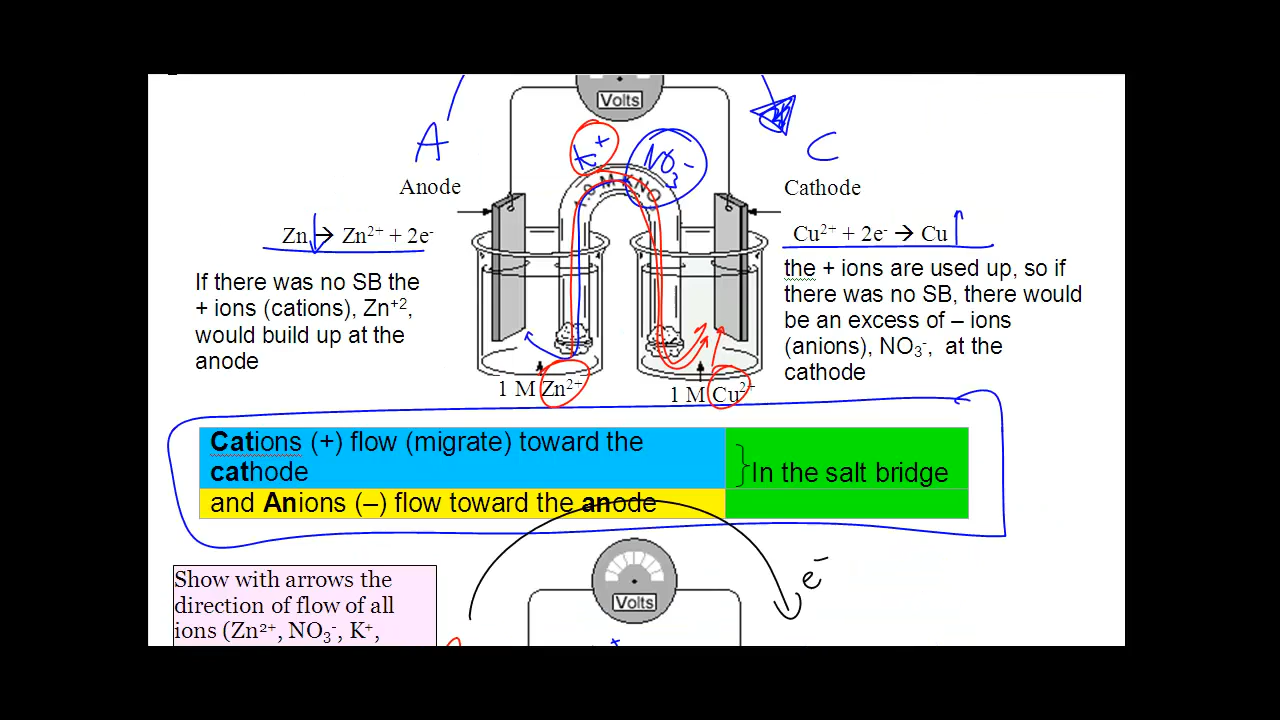 Volts
A
K+
NO3-
C
Anode
Cathode
1.0 M KNO
Zn → Zn2+ + 2e-
Cu2+ + 2e- → Cu
If there was no SB the
+ ions (cations), Zn+2,
would build up at the
anode
the + ions are used up, so if
there was no SB, there would
be an excess of – ions
(anions), NO3-, at the
cathode
1 M Zn2+
1 M Cu2+
Cations (+) flow (migrate) toward the
cathode
} In the salt bridge
and Anions (–) flow toward the anode
e-
Volts
Show with arrows the
direction of flow of all
ions (Zn2+, NO3-, K+,